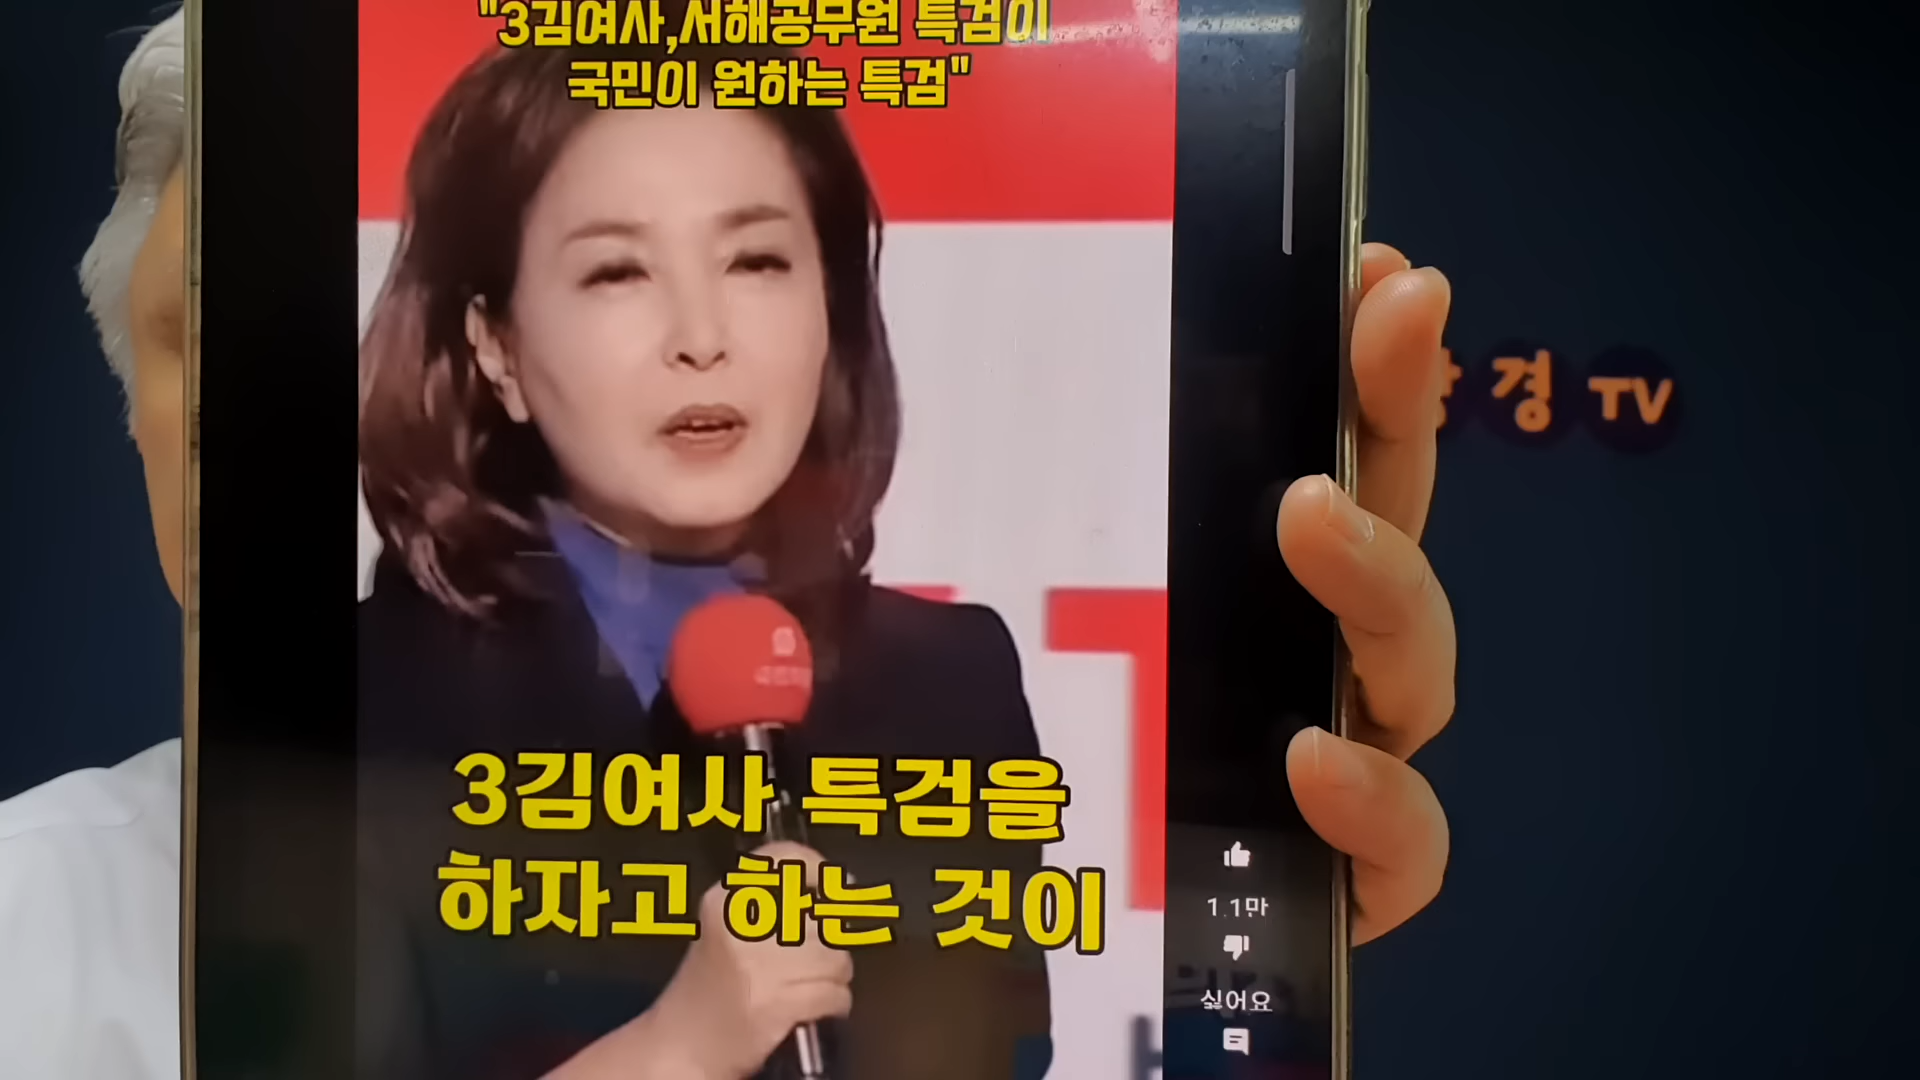 "3김여사,서해공무원 특검이
국민이 원하는 특검"
경 TV
3김여사 특검을
하자고 하는 것이
1.1만
싫어요